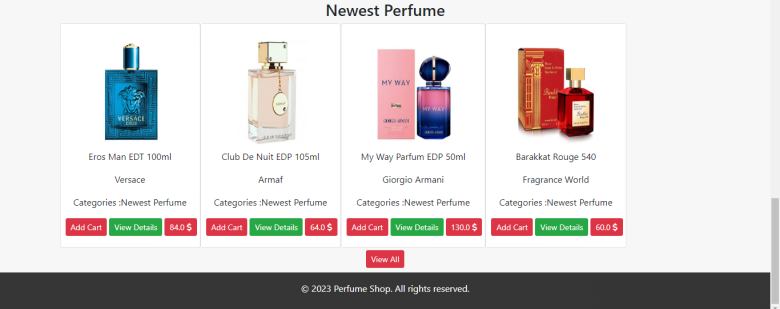 Newest Perfume
VERSACE
EROS
MY WAY
MY WAY
GIORGIO ARMANI
Eros Man EDT 100ml
Club De Nuit EDP 105ml
My Way Parfum EDP 50ml
Barakkat Rouge 540
Versace
Armaf
Giorgio Armani
Fragrance World
Categories :Newest Perfume
Categories :Newest Perfume
Categories :Newest Perfume
Categories :Newest Perfume
Add Cart View Details 84.0 $
Add Cart View Details 64.0 $
Add Cart View Details 130.0 $
Add Cart View Details 60.0 $
View All
© 2023 Perfume Shop. All rights reserved.